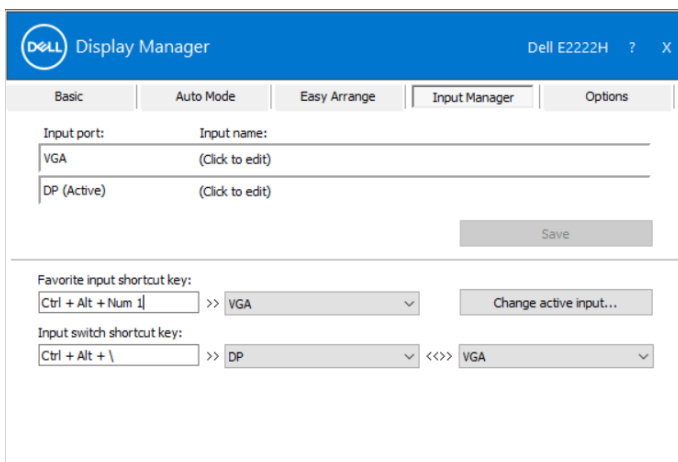 DELL Display Manager Dell E2222H ? X
Basic Auto Mode Easy Arrange Input Manager Options
Input port: Input name:
VGA (Click to edit)
DP (Active) (Click to edit)
Save
Favorite input shortcut key:
Ctrl + Alt + Num 1 >> VGA Change active input...
Input switch shortcut key:
Ctrl + Alt + \ >> DP <<>> VGA